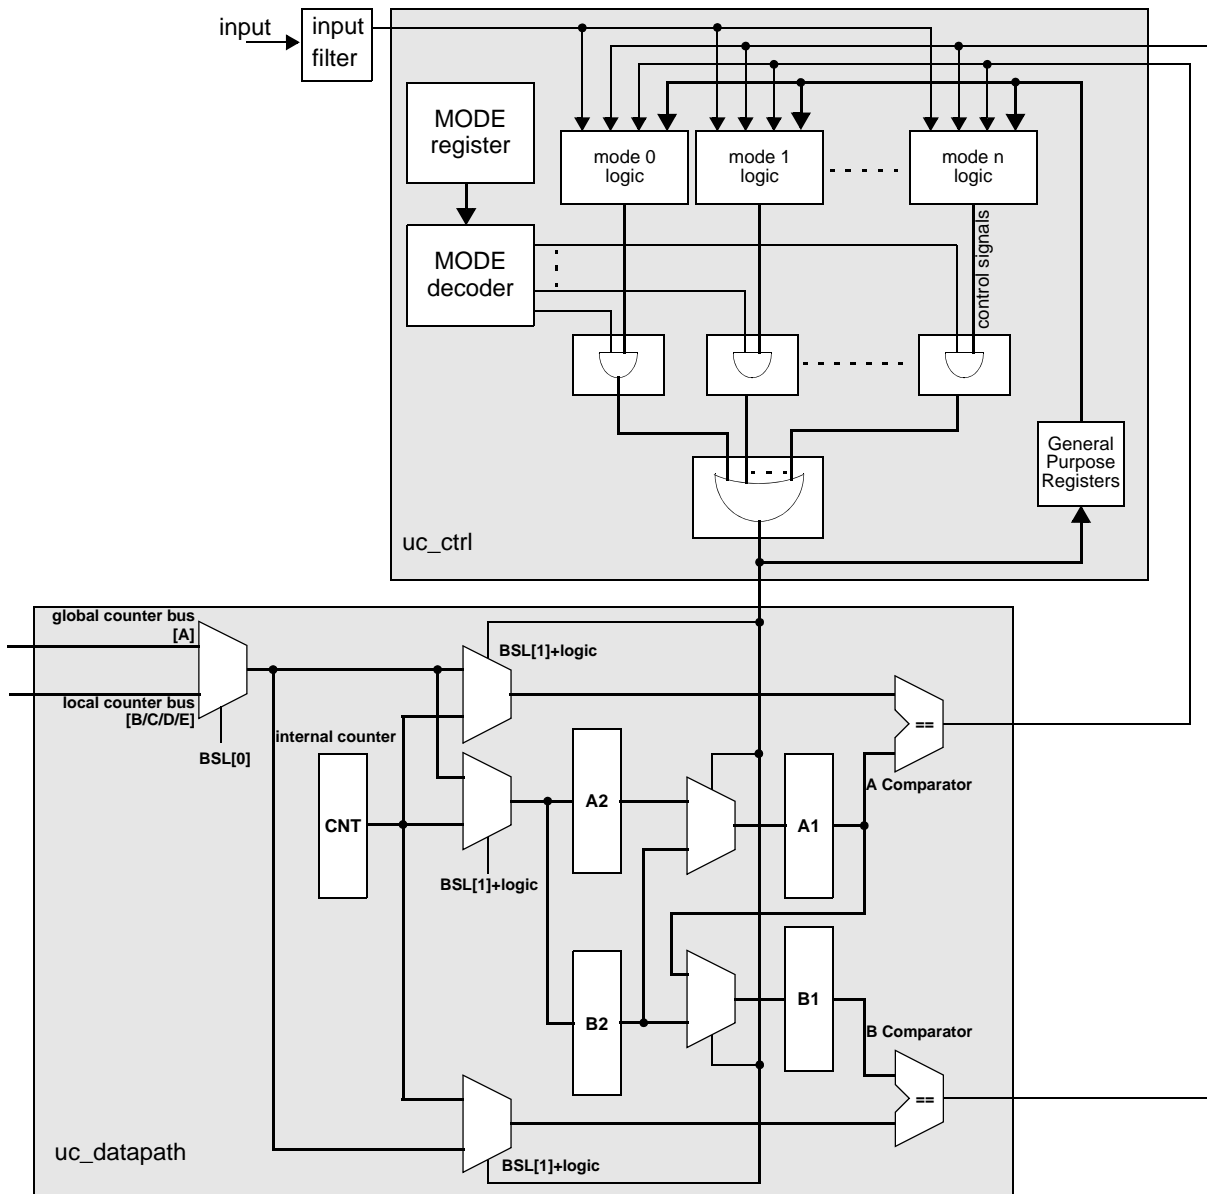 input
input
filter
MODE
register
mode 0
logic
mode 1
logic
mode n
logic
MODE
decoder
control signals
General
Purpose
Registers
uc_ctrl
global counter bus
[A]
BSL[1]+logic
local counter bus
[B/C/D/E]
==
internal counter
BSL[0]
A Comparator
A2
CNT
A1
BSL[1]+logic
B1
B2
B Comparator
==
uc_datapath
BSL[1]+logic